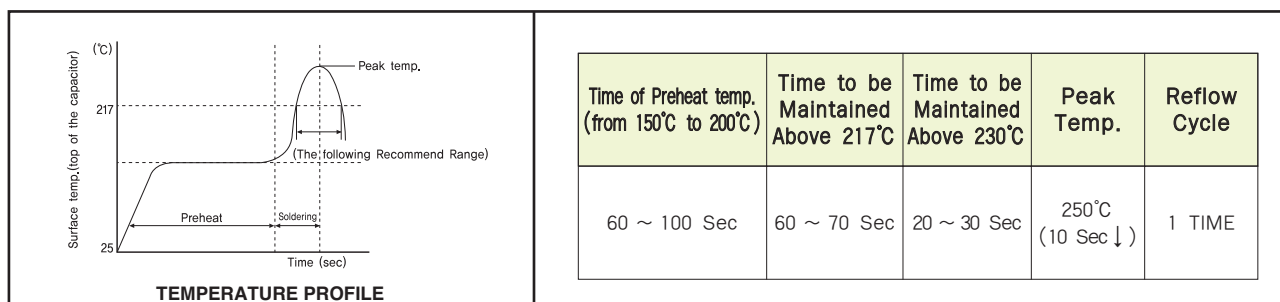 (℃)
Surface temp.(top of the capacitor)
217
25
Peak temp.
(The following Recommend Range)
Preheat
Soldering
Time (sec)
TEMPERATURE PROFILE
Time of Preheat temp.
(from 150℃ to 200℃)
Time to be
Maintained
Above 217℃
Time to be
Maintained
Above 230℃
Peak
Temp.
Reflow
Cycle
60 ~ 100 Sec
60 ~ 70 Sec
20 ~ 30 Sec
250℃
(10 Sec↓)
1 TIME